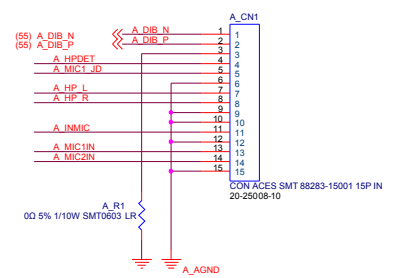 A_CN1
(55) A_DIB_N
A_DIB_N
1
1
(55) A_DIB_P
A_DIB_P
2
2
3
3
A_HPDET
4
4
A_MIC1_JD
5
5
6
6
A_HP_L
7
7
A_HP_R
8
8
9
9
10
10
A_INMIC
11
11
12
12
A_MIC1IN
13
13
A_MIC2IN
14
14
15
15
CON ACES SMT 88283-15001 15P IN
20-25008-10
A_R1
0Ω 5% 1/10W SMT0603 LR
A_AGND